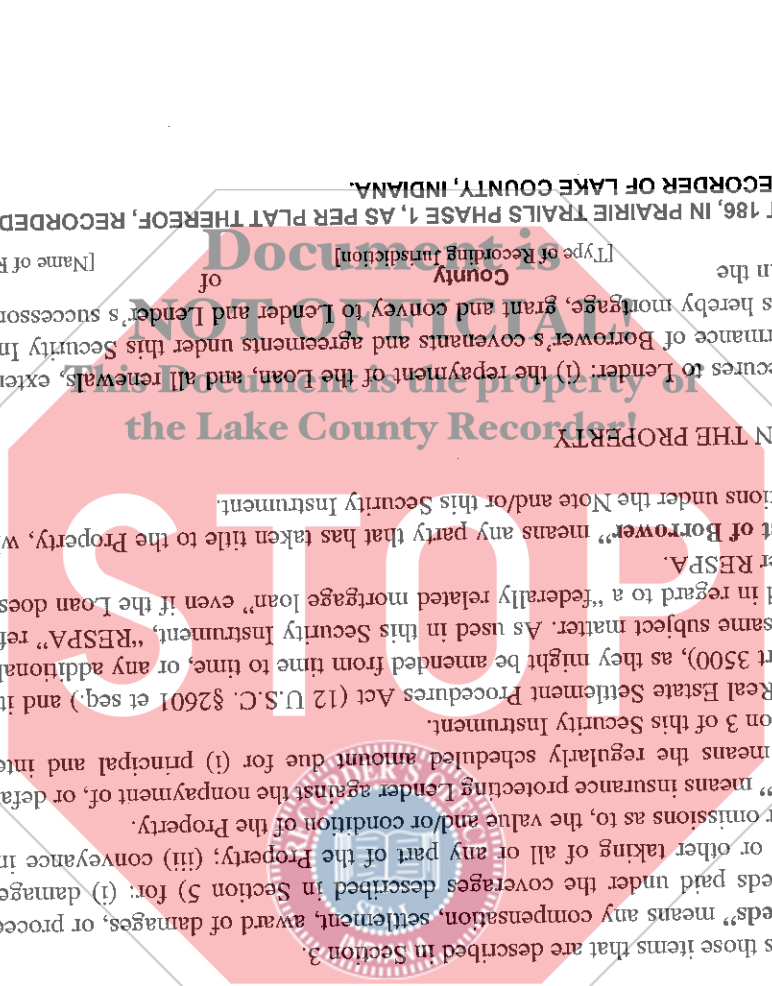 s those items that are described in Section 3.
eds” means any compensation, settlement, award of damages, or proce
eds paid under the coverages described in Section 5) for: (i) damage
or other taking of all or any part of the Property; (iii) conveyance in
r omissions as to, the value and/or condition of the Property.
” means insurance protecting Lender against the nonpayment of, or defa
means the regularly scheduled amount due for (i) principal and inte
on 3 of this Security Instrument.
Real Estate Settlement Procedures Act (12 U.S.C. §2601 et seq.) and it
rt 3500), as they might be amended from time to time, or any additional
same subject matter. As used in this Security Instrument, “RESPA” ref
d in regard to a “federally related mortgage loan” even if the Loan does
er RESPA.
t of Borrower” means any party that has taken title to the Property, w
tions under the Note and/or this Security Instrument.
N THE PROPERTY
cures to Lender: (i) the repayment of the Loan, and all renewals, exten
rmance of Borrower’s covenants and agreements under this Security In
s hereby mortgage, grant and convey to Lender and Lender’s successor
n the County of
[Type of Recording Jurisdiction] [Name of R
T 186, IN PRAIRIE TRAILS PHASE 1, AS PER PLAT THEREOF, RECORDED
ECORDER OF LAKE COUNTY, INDIANA.
Document is
NOT OFFICIAL!
This Document is the property of
the Lake County Recorder!
STOP
RECORDER'S OFFICE
SEAL
INDIANA